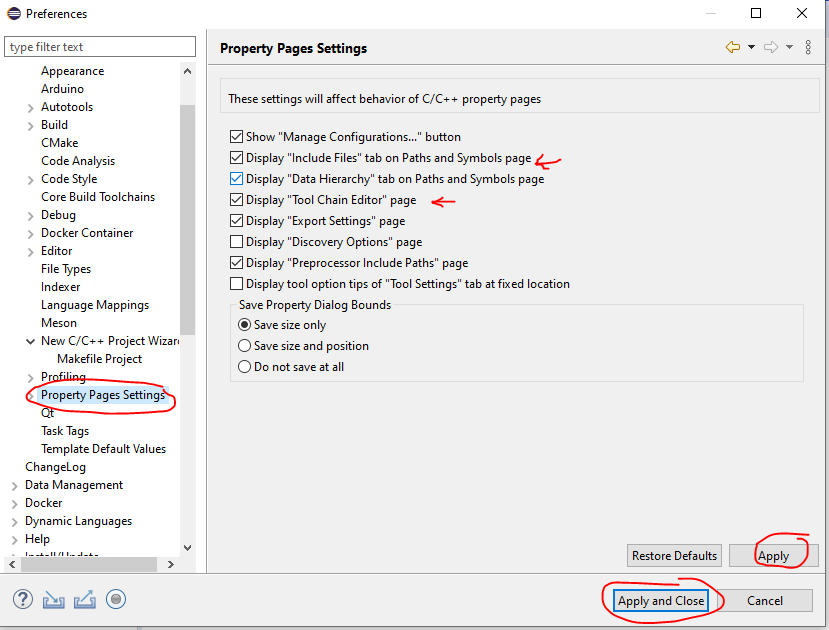 Preferences
type filter text
Appearance
Arduino
Autotools
Build
CMake
Code Analysis
Code Style
Core Build Toolchains
Debug
Docker Container
Editor
File Types
Indexer
Language Mappings
Meson
New C/C++ Project Wizar
Makefile Project
Profiling
Property Pages Settings
Qt
Task Tags
Template Default Values
ChangeLog
Data Management
Docker
Dynamic Languages
Help
Install/Update
Property Pages Settings
These settings will affect behavior of C/C++ property pages
Show "Manage Configurations..." button
Display "Include Files" tab on Paths and Symbols page
Display "Data Hierarchy" tab on Paths and Symbols page
Display "Tool Chain Editor" page
Display "Export Settings" page
Display "Discovery Options" page
Display "Preprocessor Include Paths" page
Display tool option tips of "Tool Settings" tab at fixed location
Save Property Dialog Bounds
Save size only
Save size and position
Do not save at all
Restore Defaults
Apply
Apply and Close
Cancel